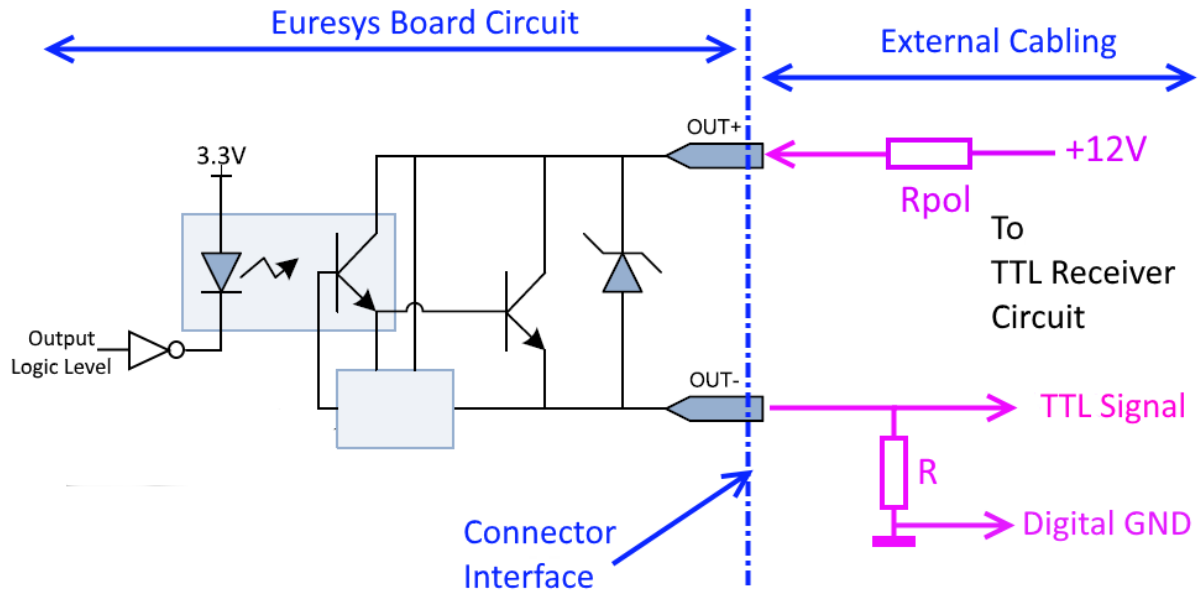 Euresys Board Circuit
External Cabling
OUT+
3.3V
+12V
Rpol
To
TTL Receiver
Circuit
Output
Logic Level
OUT-
TTL Signal
R
Digital GND
Connector
Interface